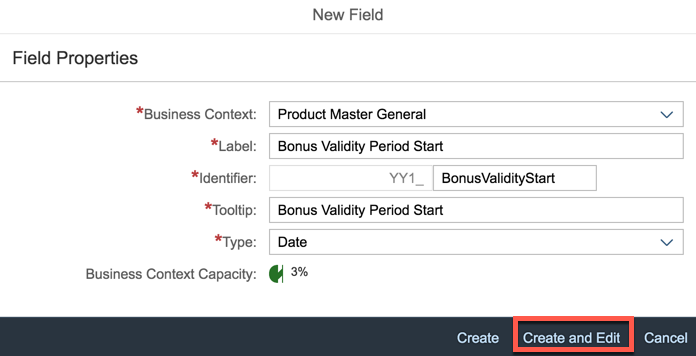 New Field
Field Properties
*Business Context: Product Master General
*Label: Bonus Validity Period Start
*Identifier: YY1_ BonusValidityStart
*Tooltip: Bonus Validity Period Start
*Type: Date
Business Context Capacity: 3%
Create Create and Edit Cancel